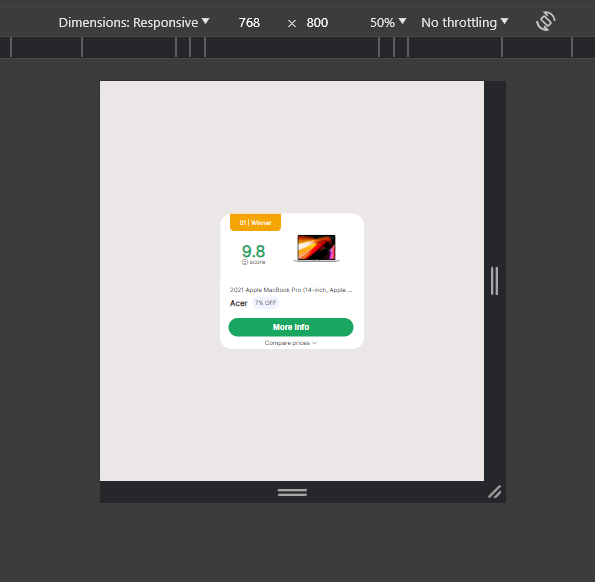 Dimensions: Responsive 768 × 800 50% No throttling
01 | Winner
9.8
score
2021 Apple MacBook Pro (14-inch, Apple ...
Acer 7% OFF
More Info
Compare prices